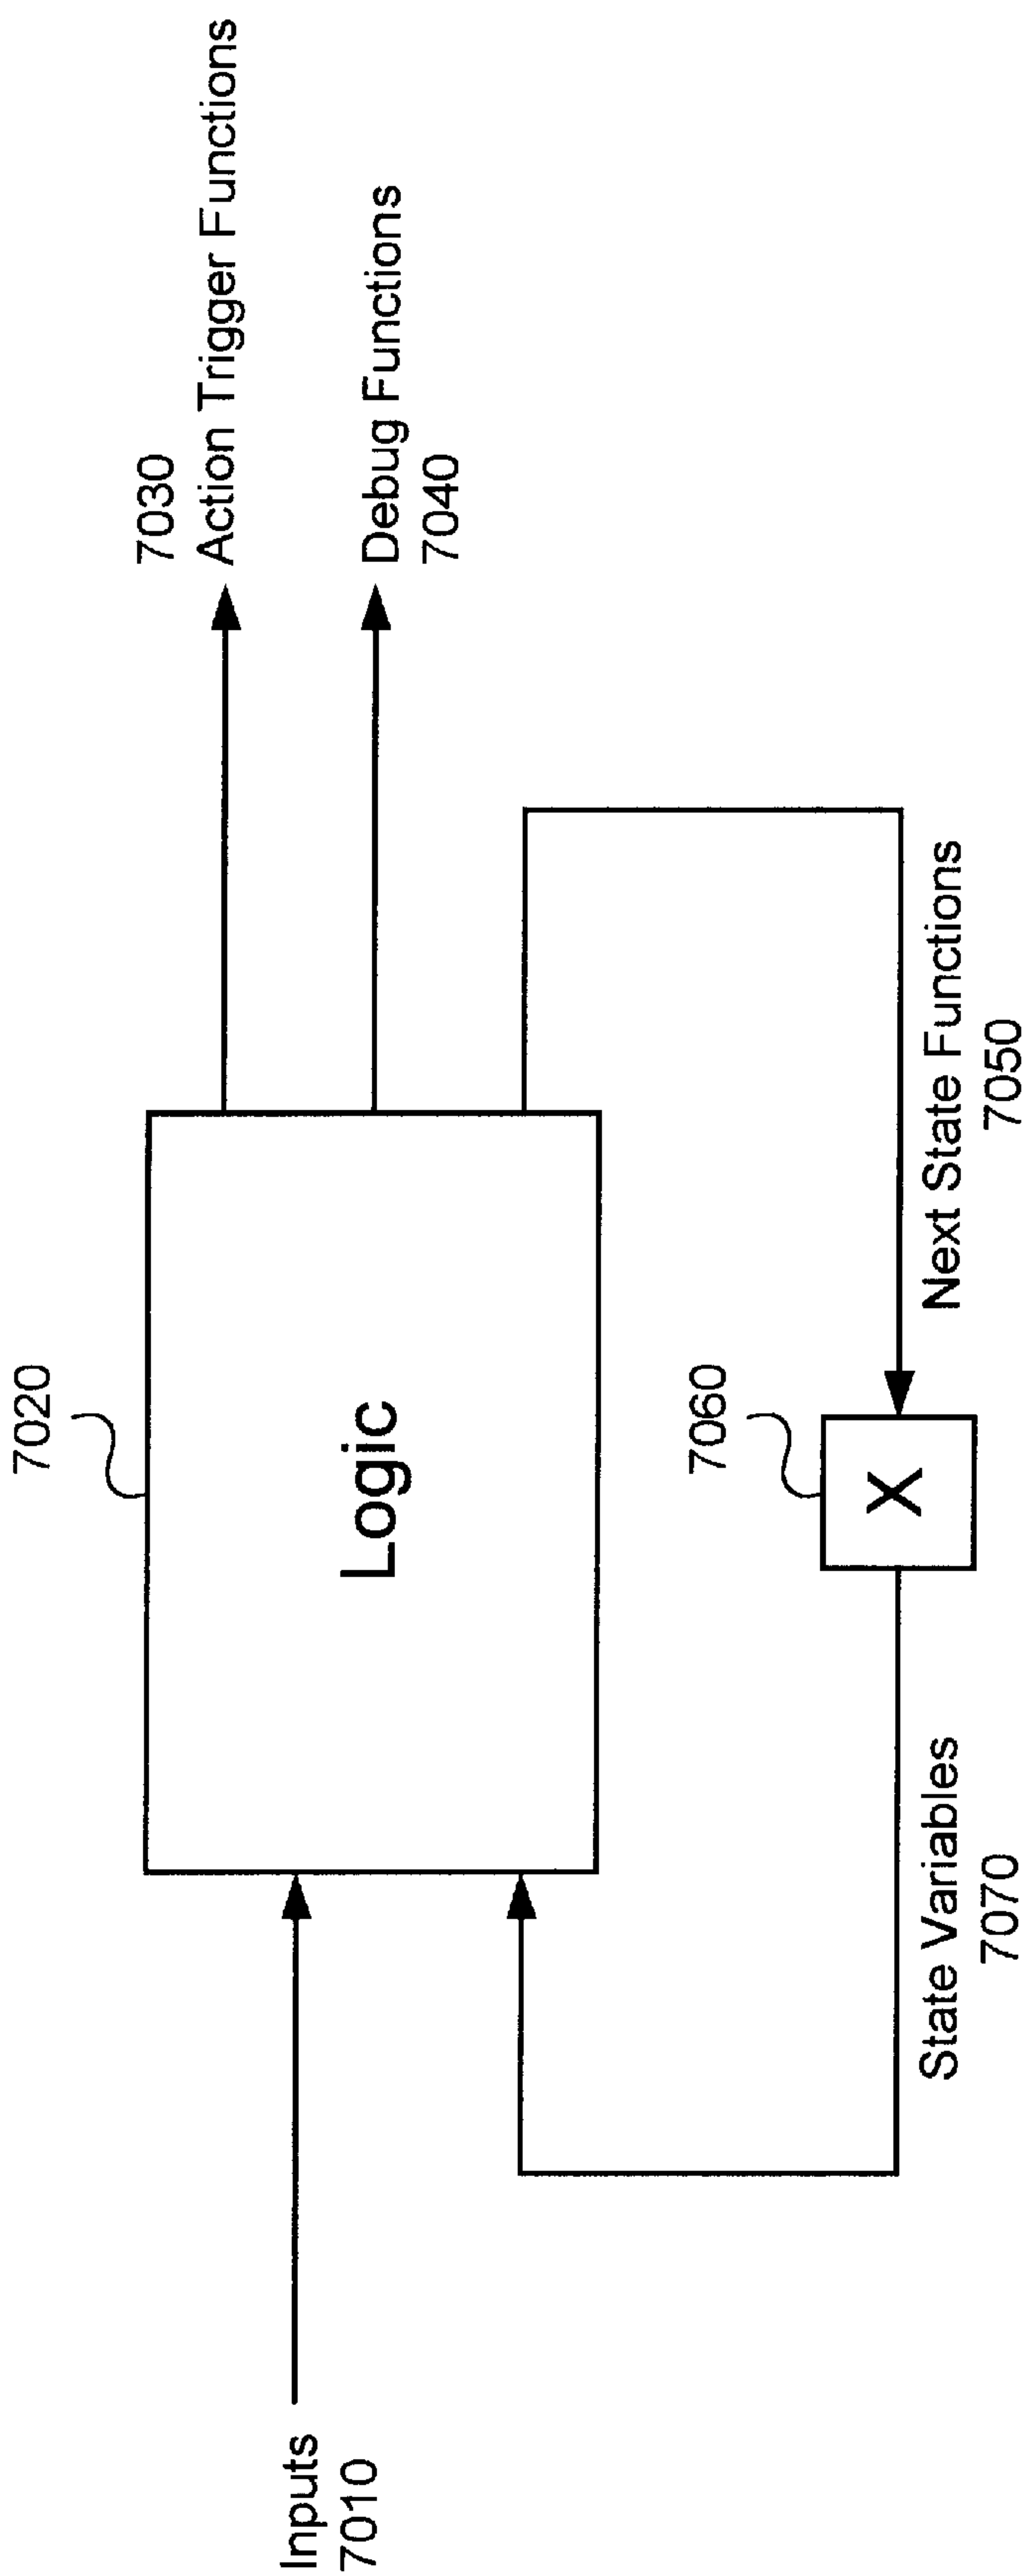 7020
Logic
Inputs
7010
7030
Action Trigger Functions
Debug Functions
7040
7060
X
State Variables
7070
Next State Functions
7050